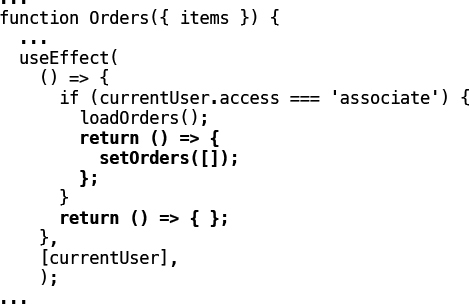 ...
function Orders({ items }) {
  ...
  useEffect(
    () => {
      if (currentUser.access === 'associate') {
        loadOrders();
        return () => {
          setOrders([]);
        };
      }
      return () => { };
    },
    [currentUser],
    );
...